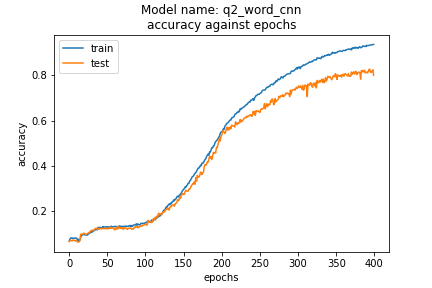 Model name: q2_word_cnn
accuracy against epochs
train
test
accuracy
0.8
0.6
0.4
0.2
0 50 100 150 200 250 300 350 400
epochs